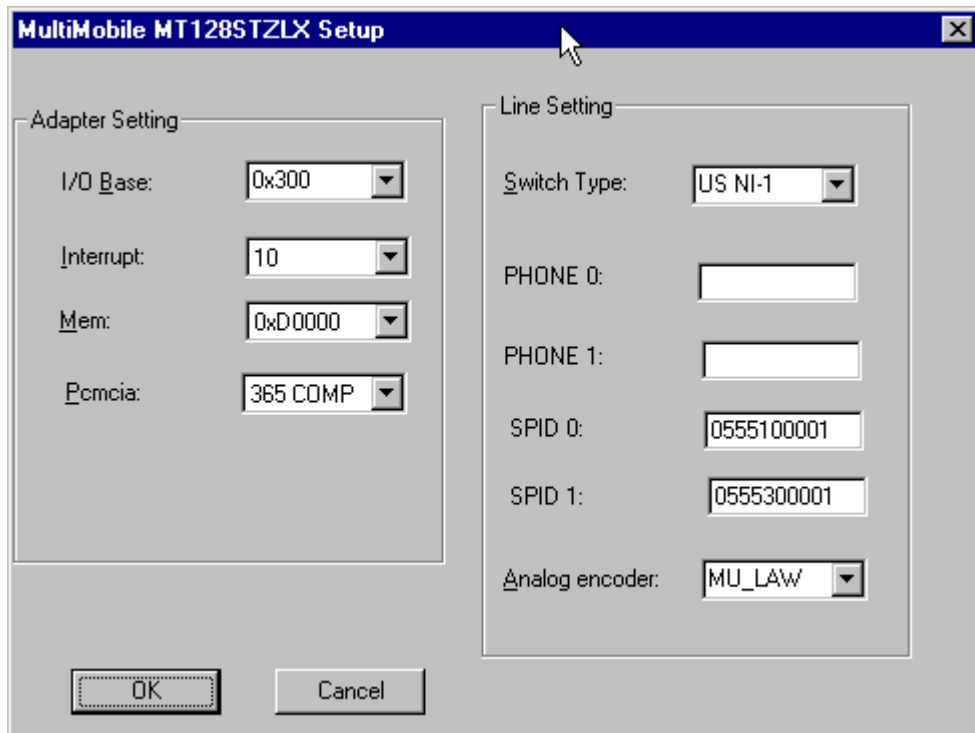 MultiMobile MT128STZLX Setup
Adapter Setting
I/O Base: 0x300
Interrupt: 10
Mem: 0xD0000
Pcmcia: 365 COMP
Line Setting
Switch Type: US NI-1
PHONE 0:
PHONE 1:
SPID 0: 0555100001
SPID 1: 0555300001
Analog encoder: MU_LAW
OK Cancel